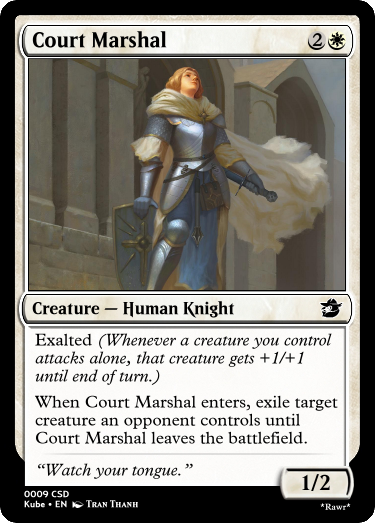 Court Marshal 2
Creature — Human Knight
Exalted (Whenever a creature you control
attacks alone, that creature gets +1/+1
until end of turn.)
When Court Marshal enters, exile target
creature an opponent controls until
Court Marshal leaves the battlefield.
“Watch your tongue.”
1/2
0009 CSD
Kube • EN Tran Thanh
*Rawr*